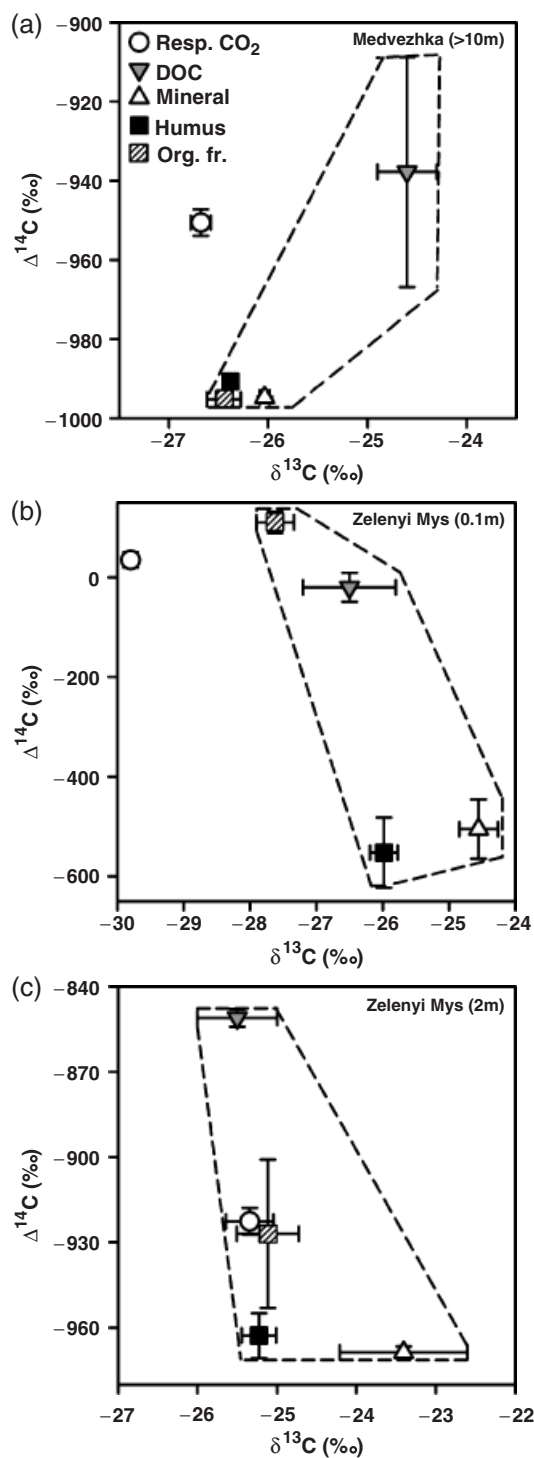 (a)
Medvezhka (>10m)
Resp. CO₂
DOC
Mineral
Humus
Org. fr.
−900
−920
−940
−960
−980
−1000
Δ¹⁴C (‰)
−27 −26 −25 −24
δ¹³C (‰)
(b)
Zelenyi Mys (0.1m)
0
−200
−400
−600
Δ¹⁴C (‰)
−30 −29 −28 −27 −26 −25 −24
δ¹³C (‰)
(c)
Zelenyi Mys (2m)
−840
−870
−900
−930
−960
Δ¹⁴C (‰)
−27 −26 −25 −24 −23 −22
δ¹³C (‰)